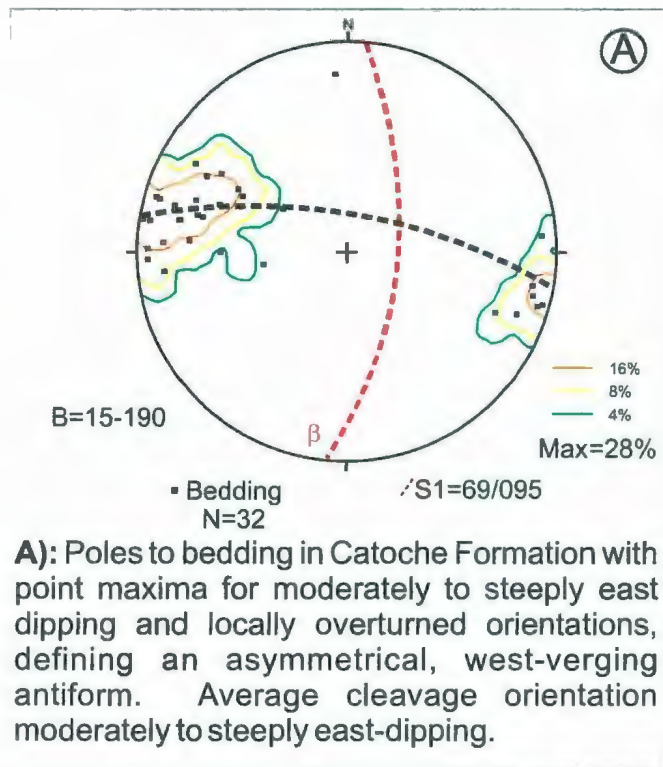 N
A
16%
8%
4%
B=15-190
β
Max=28%
Bedding
N=32
S1=69/095
A): Poles to bedding in Catoche Formation with
point maxima for moderately to steeply east
dipping and locally overturned orientations,
defining an asymmetrical, west-verging
antiform. Average cleavage orientation
moderately to steeply east-dipping.